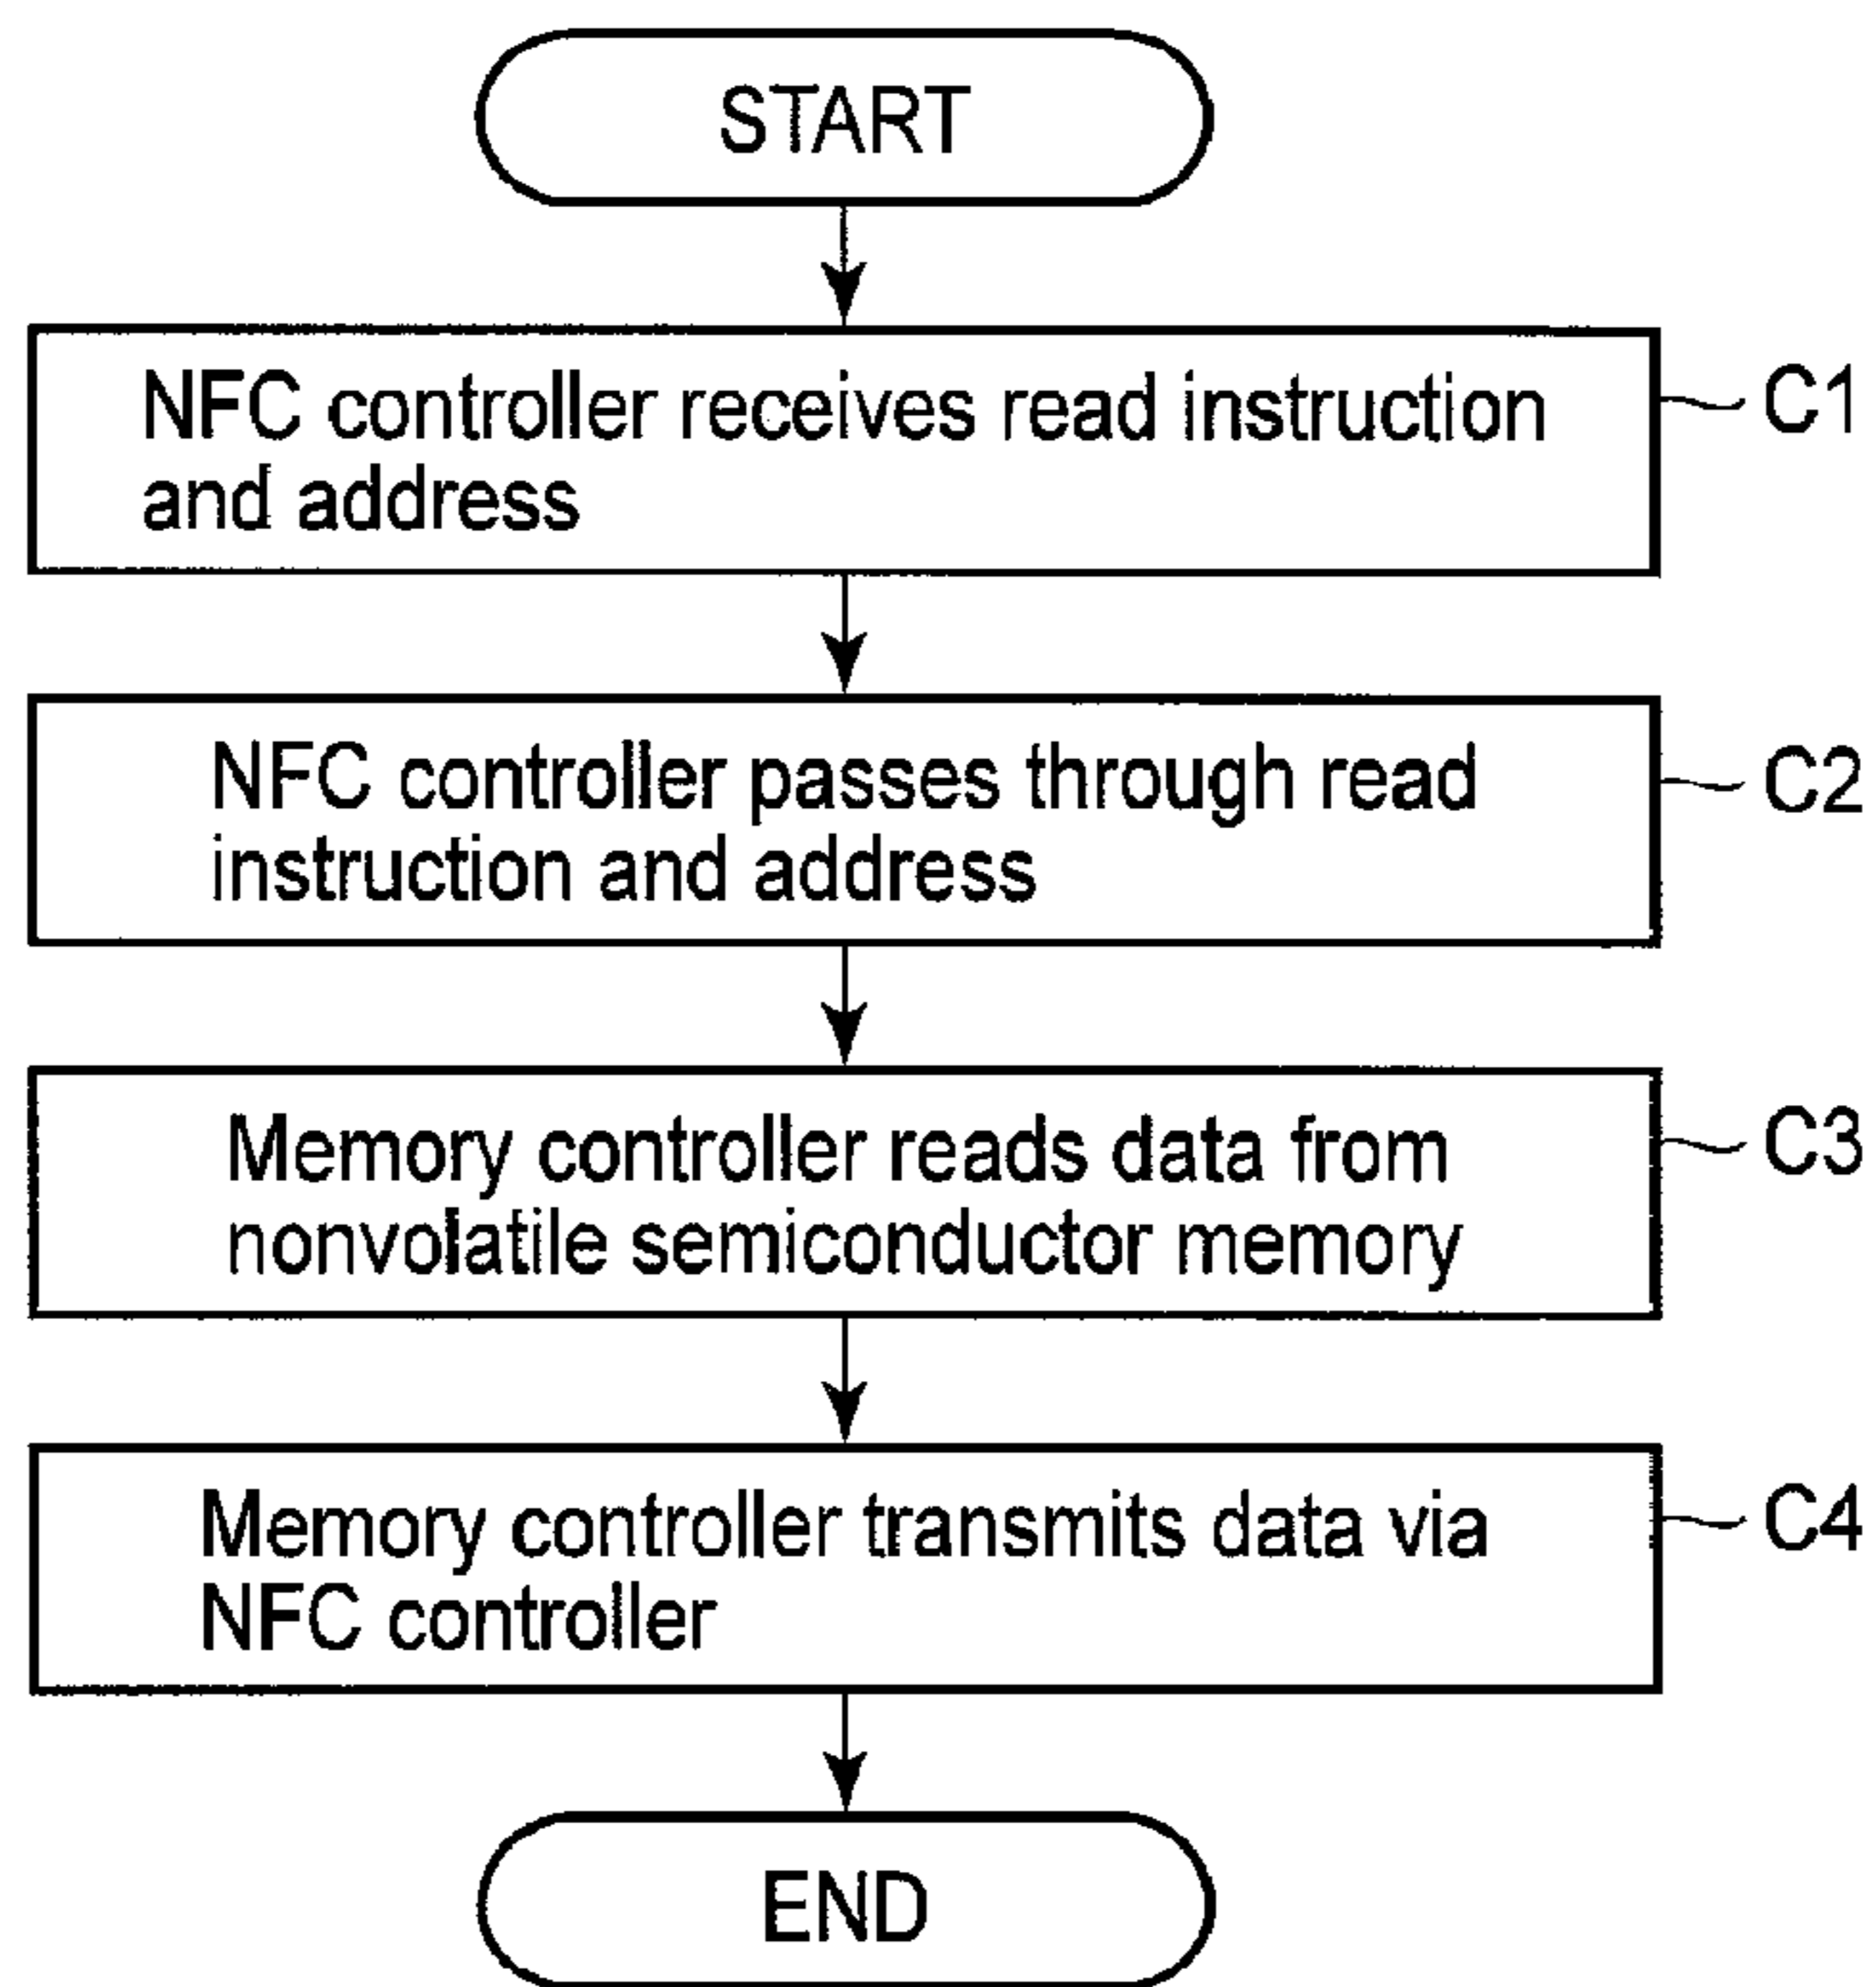 START
NFC controller receives read instruction
and address
C1
NFC controller passes through read
instruction and address
C2
Memory controller reads data from
nonvolatile semiconductor memory
C3
Memory controller transmits data via
NFC controller
C4
END